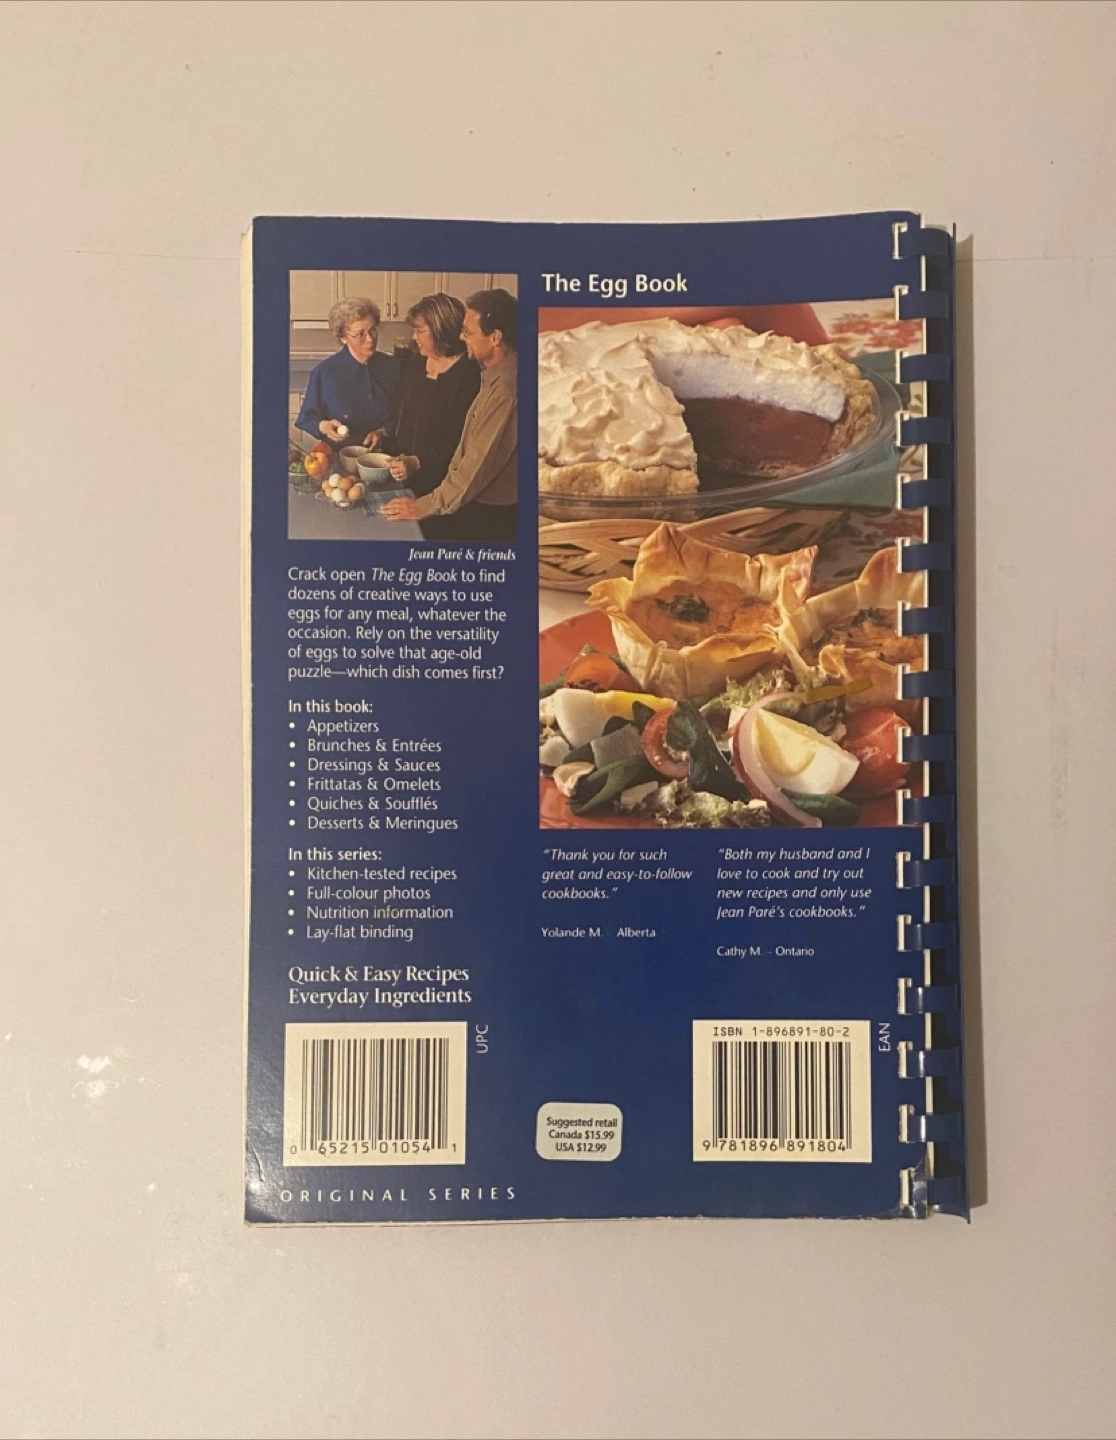 The Egg Book
Jean Paré & friends
Crack open The Egg Book to find
dozens of creative ways to use
eggs for any meal, whatever the
occasion. Rely on the versatility
of eggs to solve that age-old
puzzle—which dish comes first?
In this book:
• Appetizers
• Brunches & Entrées
• Dressings & Sauces
• Frittatas & Omelets
• Quiches & Soufflés
• Desserts & Meringues
In this series:
• Kitchen-tested recipes
• Full-colour photos
• Nutrition information
• Lay-flat binding
Quick & Easy Recipes
Everyday Ingredients
"Thank you for such
great and easy-to-follow
cookbooks."
Yolande M. - Alberta
"Both my husband and I
love to cook and try out
new recipes and only use
Jean Paré's cookbooks."
Cathy M. - Ontario
UPC
0 65215 01054 1
Suggested retail
Canada $15.99
USA $12.99
ISBN 1-896891-80-2
EAN
9 781896 891804
ORIGINAL SERIES